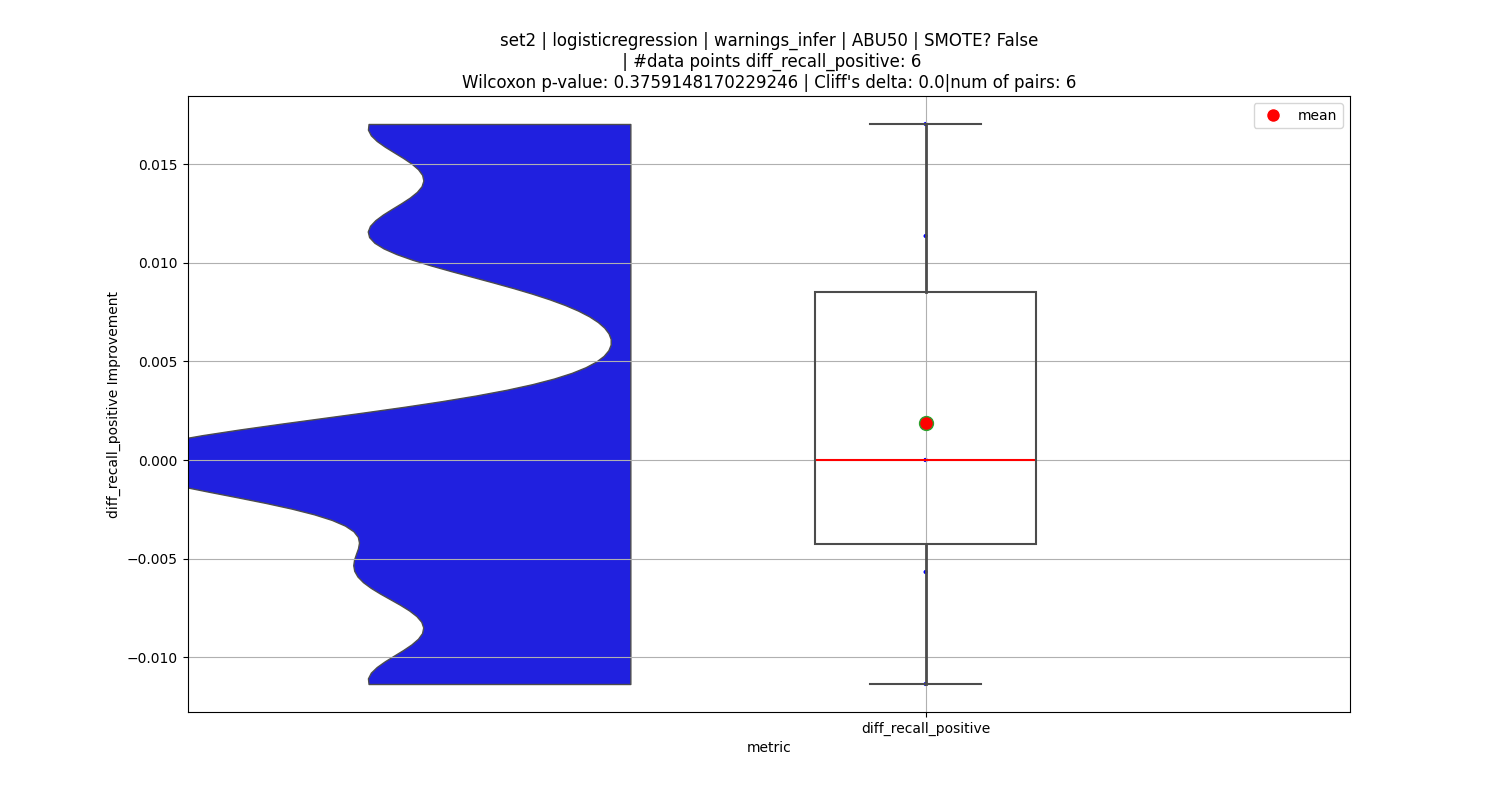 set2 | logisticregression | warnings_infer | ABU50 | SMOTE? False
| #data points diff_recall_positive: 6
Wilcoxon p-value: 0.3759148170229246 | Cliff's delta: 0.0|num of pairs: 6
mean
0.015
0.010
0.005
0.000
−0.005
−0.010
diff_recall_positive Improvement
diff_recall_positive
metric